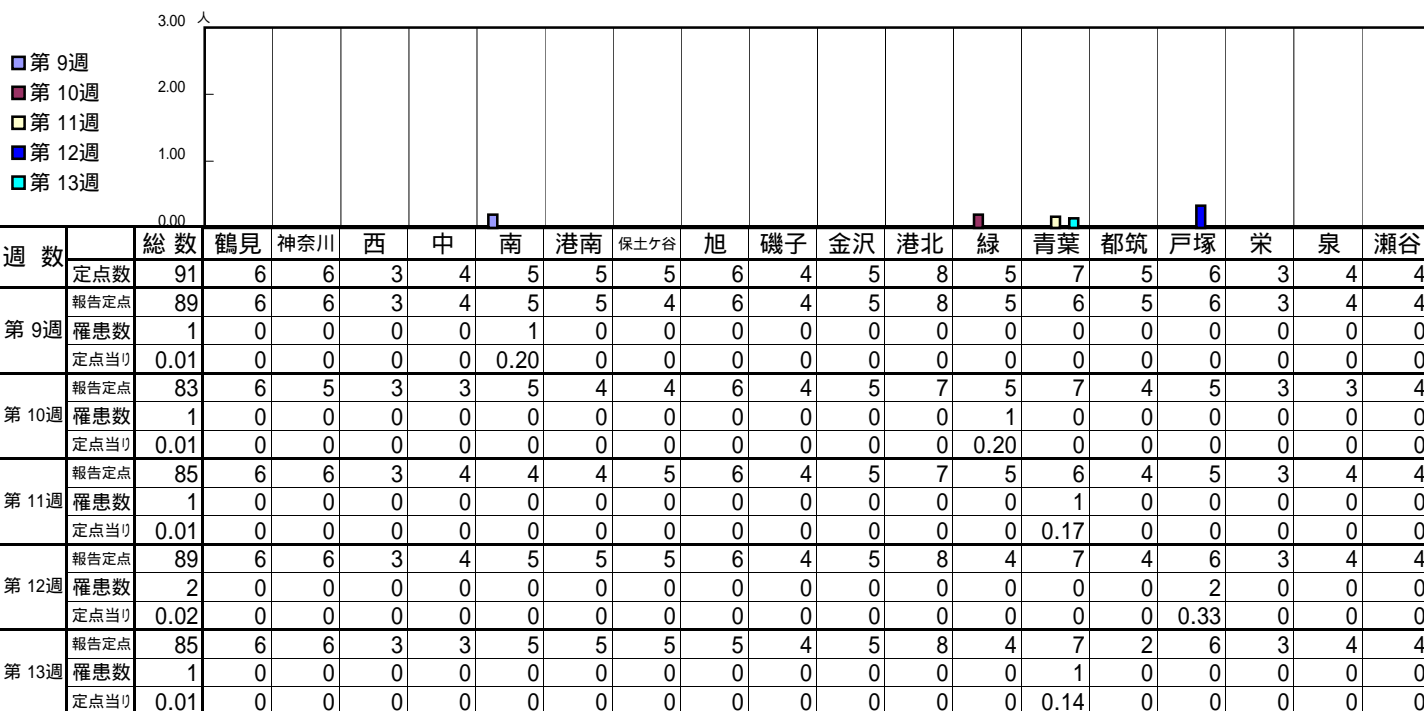 3.00 人
第 9週
2.00
第 10週
第 11週
1.00
第 12週
第 13週
0.00
週 数 総 数 鶴見 神奈川 西 中 南 港南 保土ケ谷 旭 磯子 金沢 港北 緑 青葉 都筑 戸塚 栄 泉 瀬谷
定点数 91 6 6 3 4 5 5 5 6 4 5 8 5 7 5 6 3 4 4
報告定点 89 6 6 3 4 5 5 4 6 4 5 8 5 6 5 6 3 4 4
第 9週 罹患数 1 0 0 0 0 1 0 0 0 0 0 0 0 0 0 0 0 0 0
定点当り 0.01 0 0 0 0 0.20 0 0 0 0 0 0 0 0 0 0 0 0 0
報告定点 83 6 5 3 3 5 4 4 6 4 5 7 5 7 4 5 3 3 4
第 10週 罹患数 1 0 0 0 0 0 0 0 0 0 0 0 1 0 0 0 0 0 0
定点当り 0.01 0 0 0 0 0 0 0 0 0 0 0 0.20 0 0 0 0 0 0
報告定点 85 6 6 3 4 4 4 5 6 4 5 7 5 6 4 5 3 4 4
第 11週 罹患数 1 0 0 0 0 0 0 0 0 0 0 0 0 1 0 0 0 0 0
定点当り 0.01 0 0 0 0 0 0 0 0 0 0 0 0 0.17 0 0 0 0 0
報告定点 89 6 6 3 4 5 5 5 6 4 5 8 4 7 4 6 3 4 4
第 12週 罹患数 2 0 0 0 0 0 0 0 0 0 0 0 0 0 0 2 0 0 0
定点当り 0.02 0 0 0 0 0 0 0 0 0 0 0 0 0 0 0.33 0 0 0
報告定点 85 6 6 3 3 5 5 5 5 4 5 8 4 7 2 6 3 4 4
第 13週 罹患数 1 0 0 0 0 0 0 0 0 0 0 0 0 1 0 0 0 0 0
定点当り 0.01 0 0 0 0 0 0 0 0 0 0 0 0 0.14 0 0 0 0 0